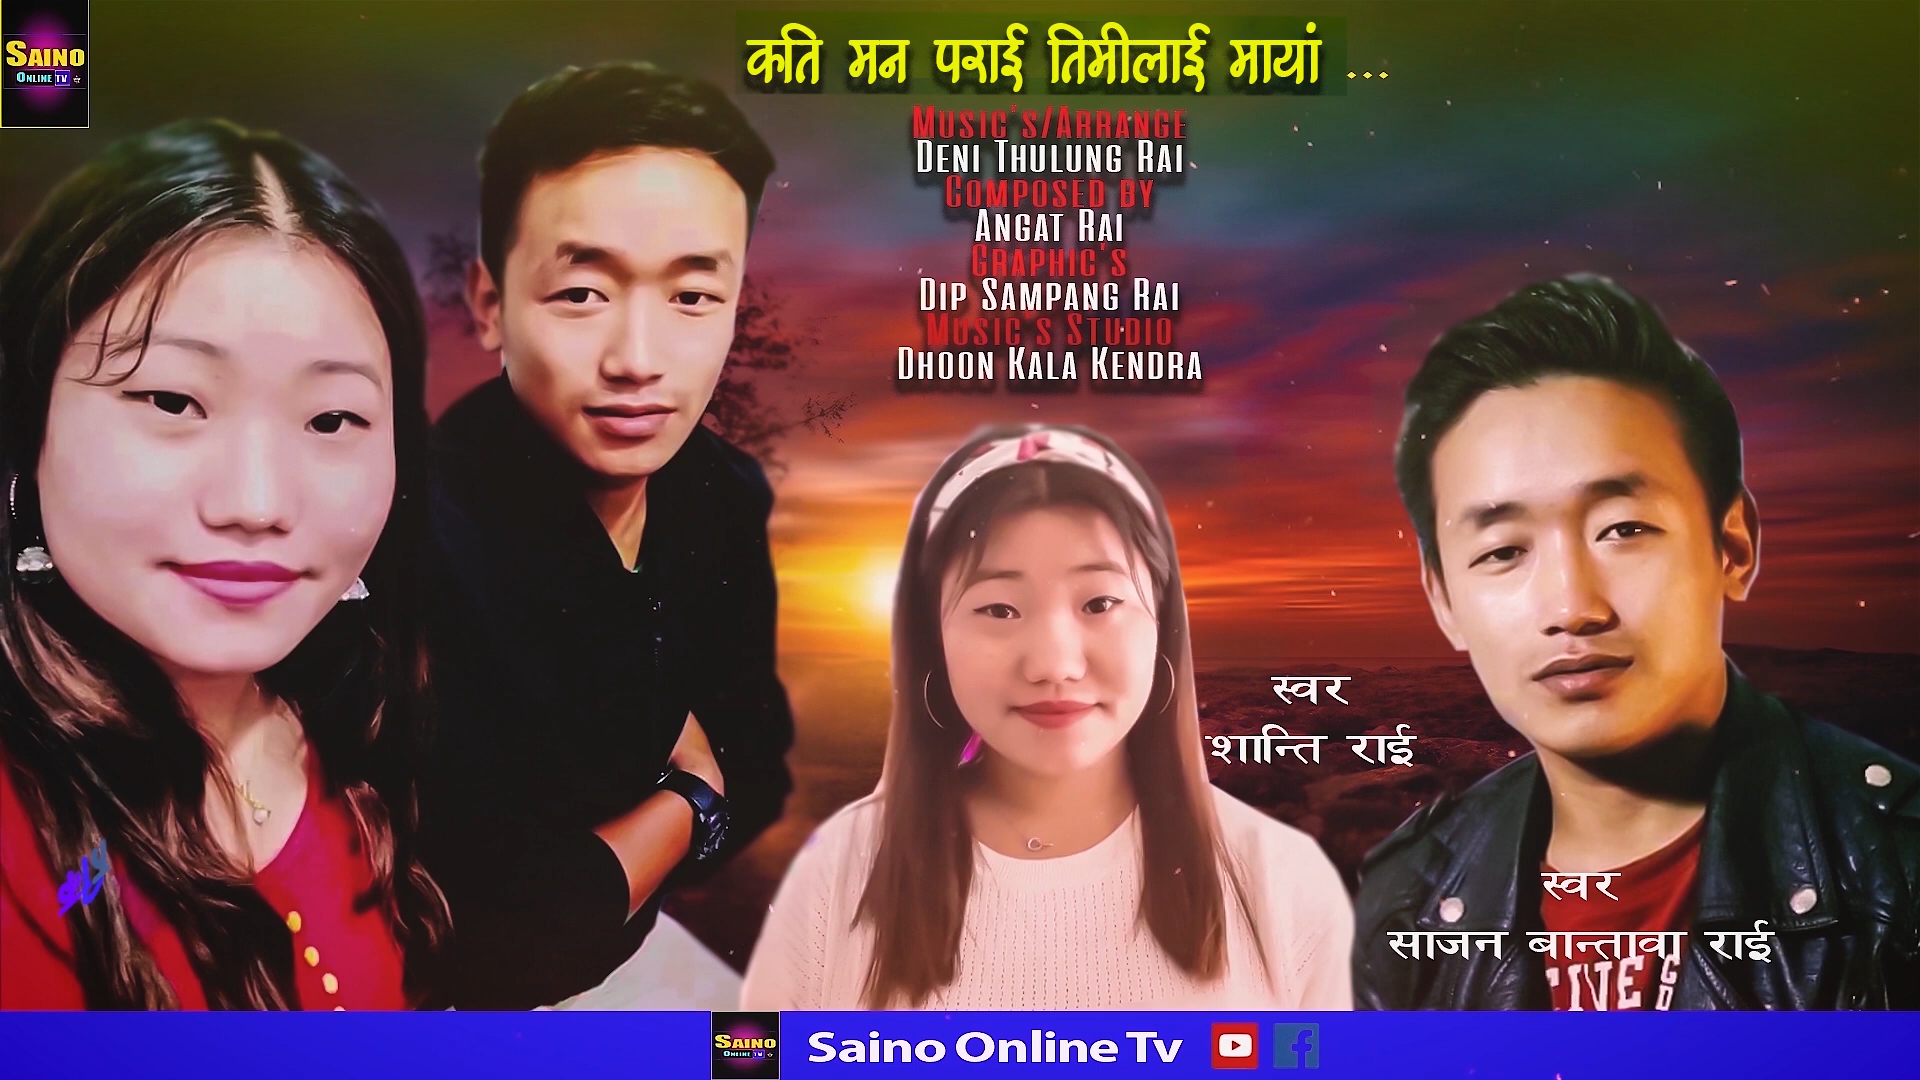 SAINO
ONLINE TV
कति मन पराई तिमीलाई मायां ...
MUSIC'S/ARRANGE
DENI THULUNG RAI
COMPOSED BY
ANGAT RAI
GRAPHIC'S
DIP SAMPANG RAI
MUSIC'S STUDIO
DHOON KALA KENDRA
स्वर
शान्ति राई
स्वर
साजन बान्तावा राई
SAINO
ONLINE TV
Saino Online Tv